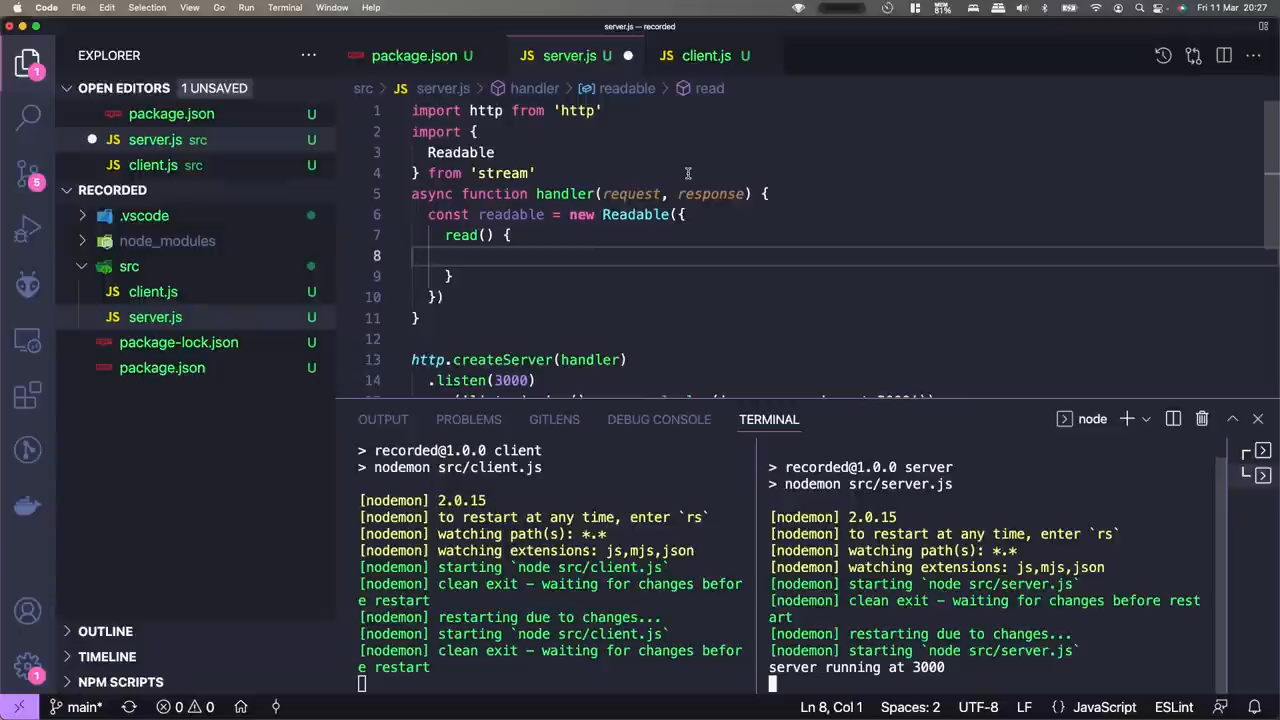 Code File Edit Selection View Go Run Terminal Window Help
MEM
81%
Fri 11 Mar 20:27
server.js — recorded
EXPLORER
OPEN EDITORS 1 UNSAVED
package.json U
JS server.js src U
JS client.js src U
RECORDED
.vscode
node_modules
src
JS client.js U
JS server.js U
package-lock.json U
package.json U
OUTLINE
TIMELINE
NPM SCRIPTS
1
5
1
package.json U
JS server.js U
JS client.js U
src > JS server.js > handler > readable > read
1 import http from 'http'
2 import {
3 Readable
4 } from 'stream'
5 async function handler(request, response) {
6 const readable = new Readable({
7 read() {
8
9 }
10 })
11 }
12
13 http.createServer(handler)
14 .listen(3000)
OUTPUT PROBLEMS GITLENS DEBUG CONSOLE TERMINAL
node
> recorded@1.0.0 client
> nodemon src/client.js
[nodemon] 2.0.15
[nodemon] to restart at any time, enter `rs`
[nodemon] watching path(s): *.*
[nodemon] watching extensions: js,mjs,json
[nodemon] starting `node src/client.js`
[nodemon] clean exit - waiting for changes befor
e restart
[nodemon] restarting due to changes...
[nodemon] starting `node src/client.js`
[nodemon] clean exit - waiting for changes befor
e restart
> recorded@1.0.0 server
> nodemon src/server.js
[nodemon] 2.0.15
[nodemon] to restart at any time, enter `rs`
[nodemon] watching path(s): *.*
[nodemon] watching extensions: js,mjs,json
[nodemon] starting `node src/server.js`
[nodemon] clean exit - waiting for changes before rest
art
[nodemon] restarting due to changes...
[nodemon] starting `node src/server.js`
server running at 3000
main* 0 0
Ln 8, Col 1 Spaces: 2 UTF-8 LF {} JavaScript ESLint